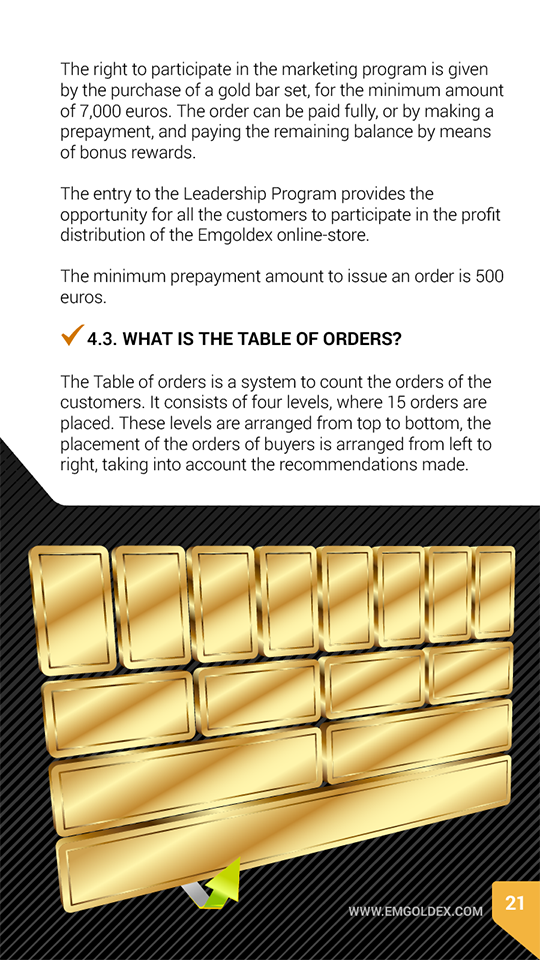 The right to participate in the marketing program is given
by the purchase of a gold bar set, for the minimum amount
of 7,000 euros. The order can be paid fully, or by making a
prepayment, and paying the remaining balance by means
of bonus rewards.
The entry to the Leadership Program provides the
opportunity for all the customers to participate in the profit
distribution of the Emgoldex online-store.
The minimum prepayment amount to issue an order is 500
euros.
4.3. WHAT IS THE TABLE OF ORDERS?
The Table of orders is a system to count the orders of the
customers. It consists of four levels, where 15 orders are
placed. These levels are arranged from top to bottom, the
placement of the orders of buyers is arranged from left to
right, taking into account the recommendations made.
WWW.EMGOLDEX.COM
21